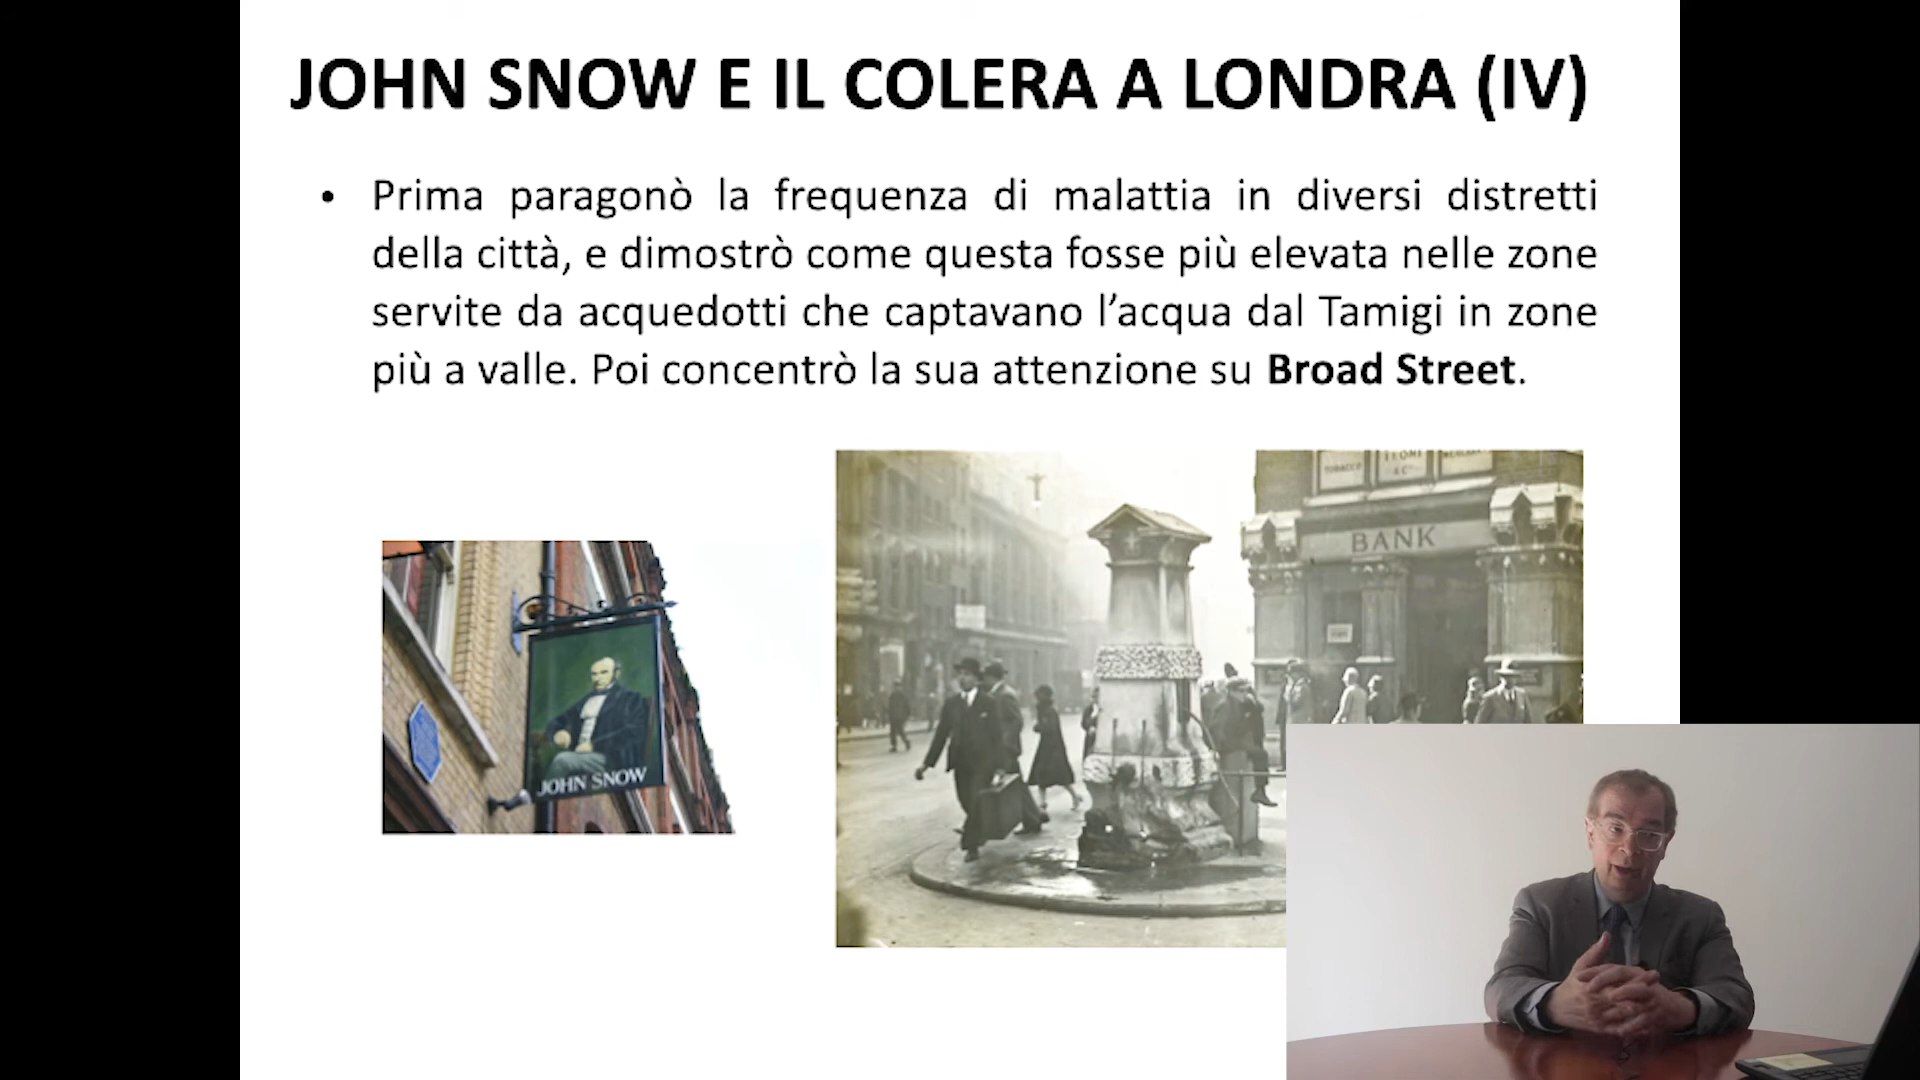 JOHN SNOW E IL COLERA A LONDRA (IV)
• Prima paragonò la frequenza di malattia in diversi distretti
della città, e dimostrò come questa fosse più elevata nelle zone
servite da acquedotti che captavano l’acqua dal Tamigi in zone
più a valle. Poi concentrò la sua attenzione su Broad Street.
JOHN SNOW
TOBACCO
BANK